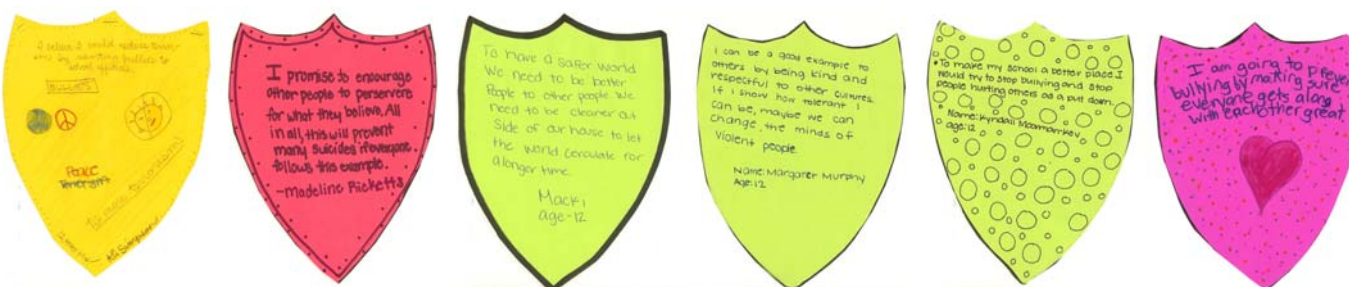 I believe I could reduce
by
school
BULLIES
PEACE
I promise to encourage
other people to perservere
for what they believe. All
in all, this will prevent
many suicides if everyone
follows this example.
-Madeline Ricketts
To have a safer world
We need to be better
People to other people. We
need to be cleaner out
Side of our house to let
the world
a longer time.
Macki
age-12
I can be a good example to
others by being kind and
respectful to other cultures.
If I show how tolerant I
can be, maybe we can
change the minds of
Violent people.
Name: Margaret Murphy
Age: 12
•To make my school a better place I
Would try to stop bullying and stop
people hurting others as a put down.
Name:
age: 12
I am going to prevent
bullying by making sure
everyone gets along
with each other great